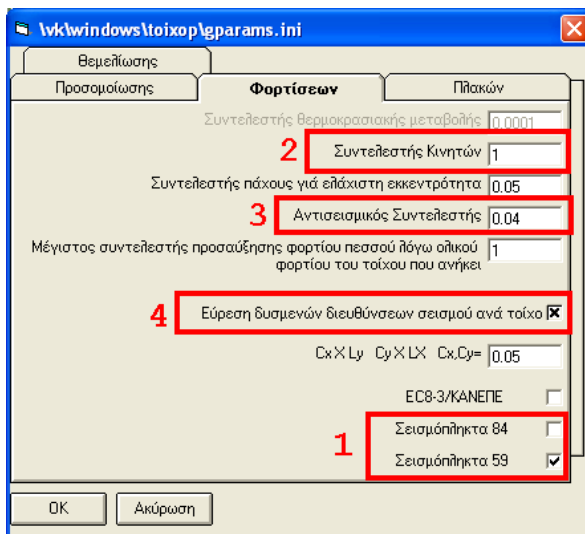 \vk\windows\toixop\gparams.ini
Θεμελίωσης
Προσομοίωσης Φορτίσεων Πλακών
Συντελεστής θερμοκρασιακής μεταβολής 0.0001
2 Συντελεστής Κινητών 1
Συντελεστής πάχους γιά ελάχιστη εκκεντρότητα 0.05
3 Αντισεισμικός Συντελεστής 0.04
Μέγιστος συντελεστής προσαύξησης φορτίου πεσσού λόγω ολικού 1
φορτίου του τοίχου που ανήκει
4 Εύρεση δυσμενών διευθύνσεων σεισμού ανά τοίχο
Cx X Ly Cy X LX Cx,Cy= 0.05
EC8-3/ΚΑΝΕΠΕ
Σεισμόπληκτα 84
1
Σεισμόπληκτα 59
OK Ακύρωση